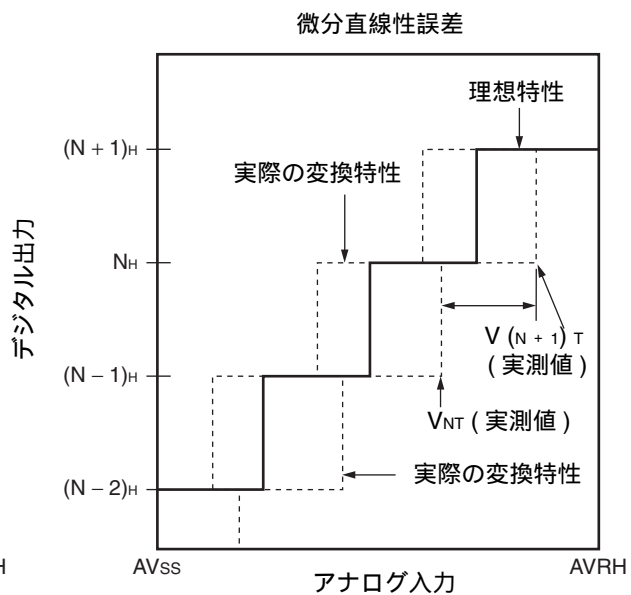 微分直線性誤差
理想特性
(N + 1)H
実際の変換特性
デジタル出力
NH
V (N + 1) T
( 実測値 )
(N − 1)H
VNT ( 実測値 )
実際の変換特性
(N − 2)H
H
AVSS
アナログ入力
AVRH